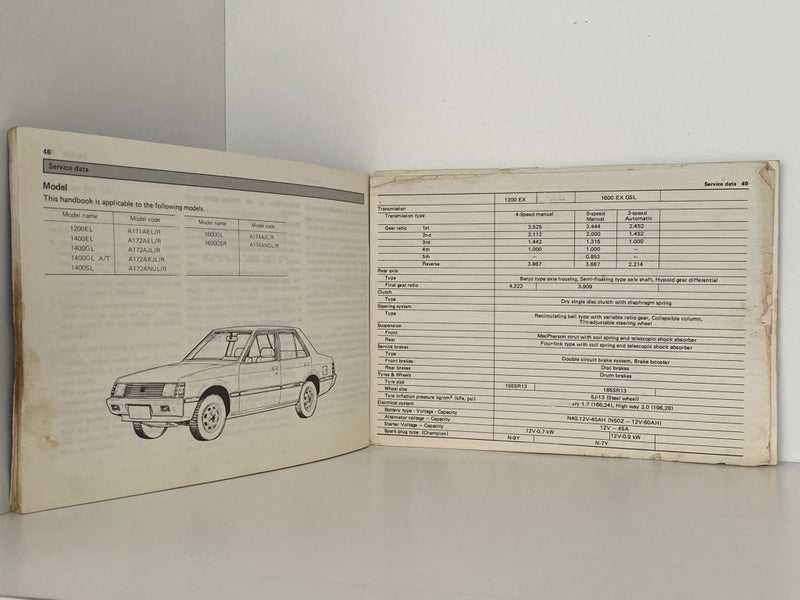 48
Service data
Model
This handbook is applicable to the following models.
Model name Model code
1200EL A171AEL/R
1400EL A172AEL/R
1400GL A172AJL/R
1400GL A/T A172AKJL/R
1400SL A172ANUL/R
Model name Model code
1600GL A174AJL/R
1600GSR A174ANGL/R
Service data 49
1200 EX 1600 EX GSL
Transmission
Transmission type 4-Speed manual 5-speed Manual 3-speed Automatic
Gear ratio 1st 3.525 3.444 2.452
2nd 2.112 2.000 1.452
3rd 1.442 1.316 1.000
4th 1.000 1.000 —
5th — 0.853 —
Reverse 3.867 3.667 2.214
Rear axle
Type Banjo type axle housing, Semi-floating type axle shaft, Hypoid gear differential
Final gear ratio 4.222 3.909
Clutch
Type Dry single disc clutch with diaphragm spring
Steering system
Type Recirculating ball type with variable ratio gear, Collapsible column,
Tilt-adjustable steering wheel
Suspension
Front MacPherson strut with coil spring and telescopic shock absorber
Rear Four-link type with coil spring and telescopic shock absorber
Service brakes
Type Double circuit brake system, Brake booster
Front brakes Disc brakes
Rear brakes Drum brakes
Tyres & Wheels
Tyre size 155SR13 165SR13
Wheel size 5J-13 (Steel wheel)
Tyre inflation pressure kg/cm² (kPa, psi) 1.7 (166,24), High way 2.0 (196,28)
Electrical system
Battery type - Voltage - Capacity N40,12V-40AH (N50Z – 12V-60AH)
Alternator voltage – Capacity 12V – 45A
Starter Voltage – Capacity 12V-0.7 kW 12V-0.9 kW
Spark plug type (Champion) N-9Y N-7Y